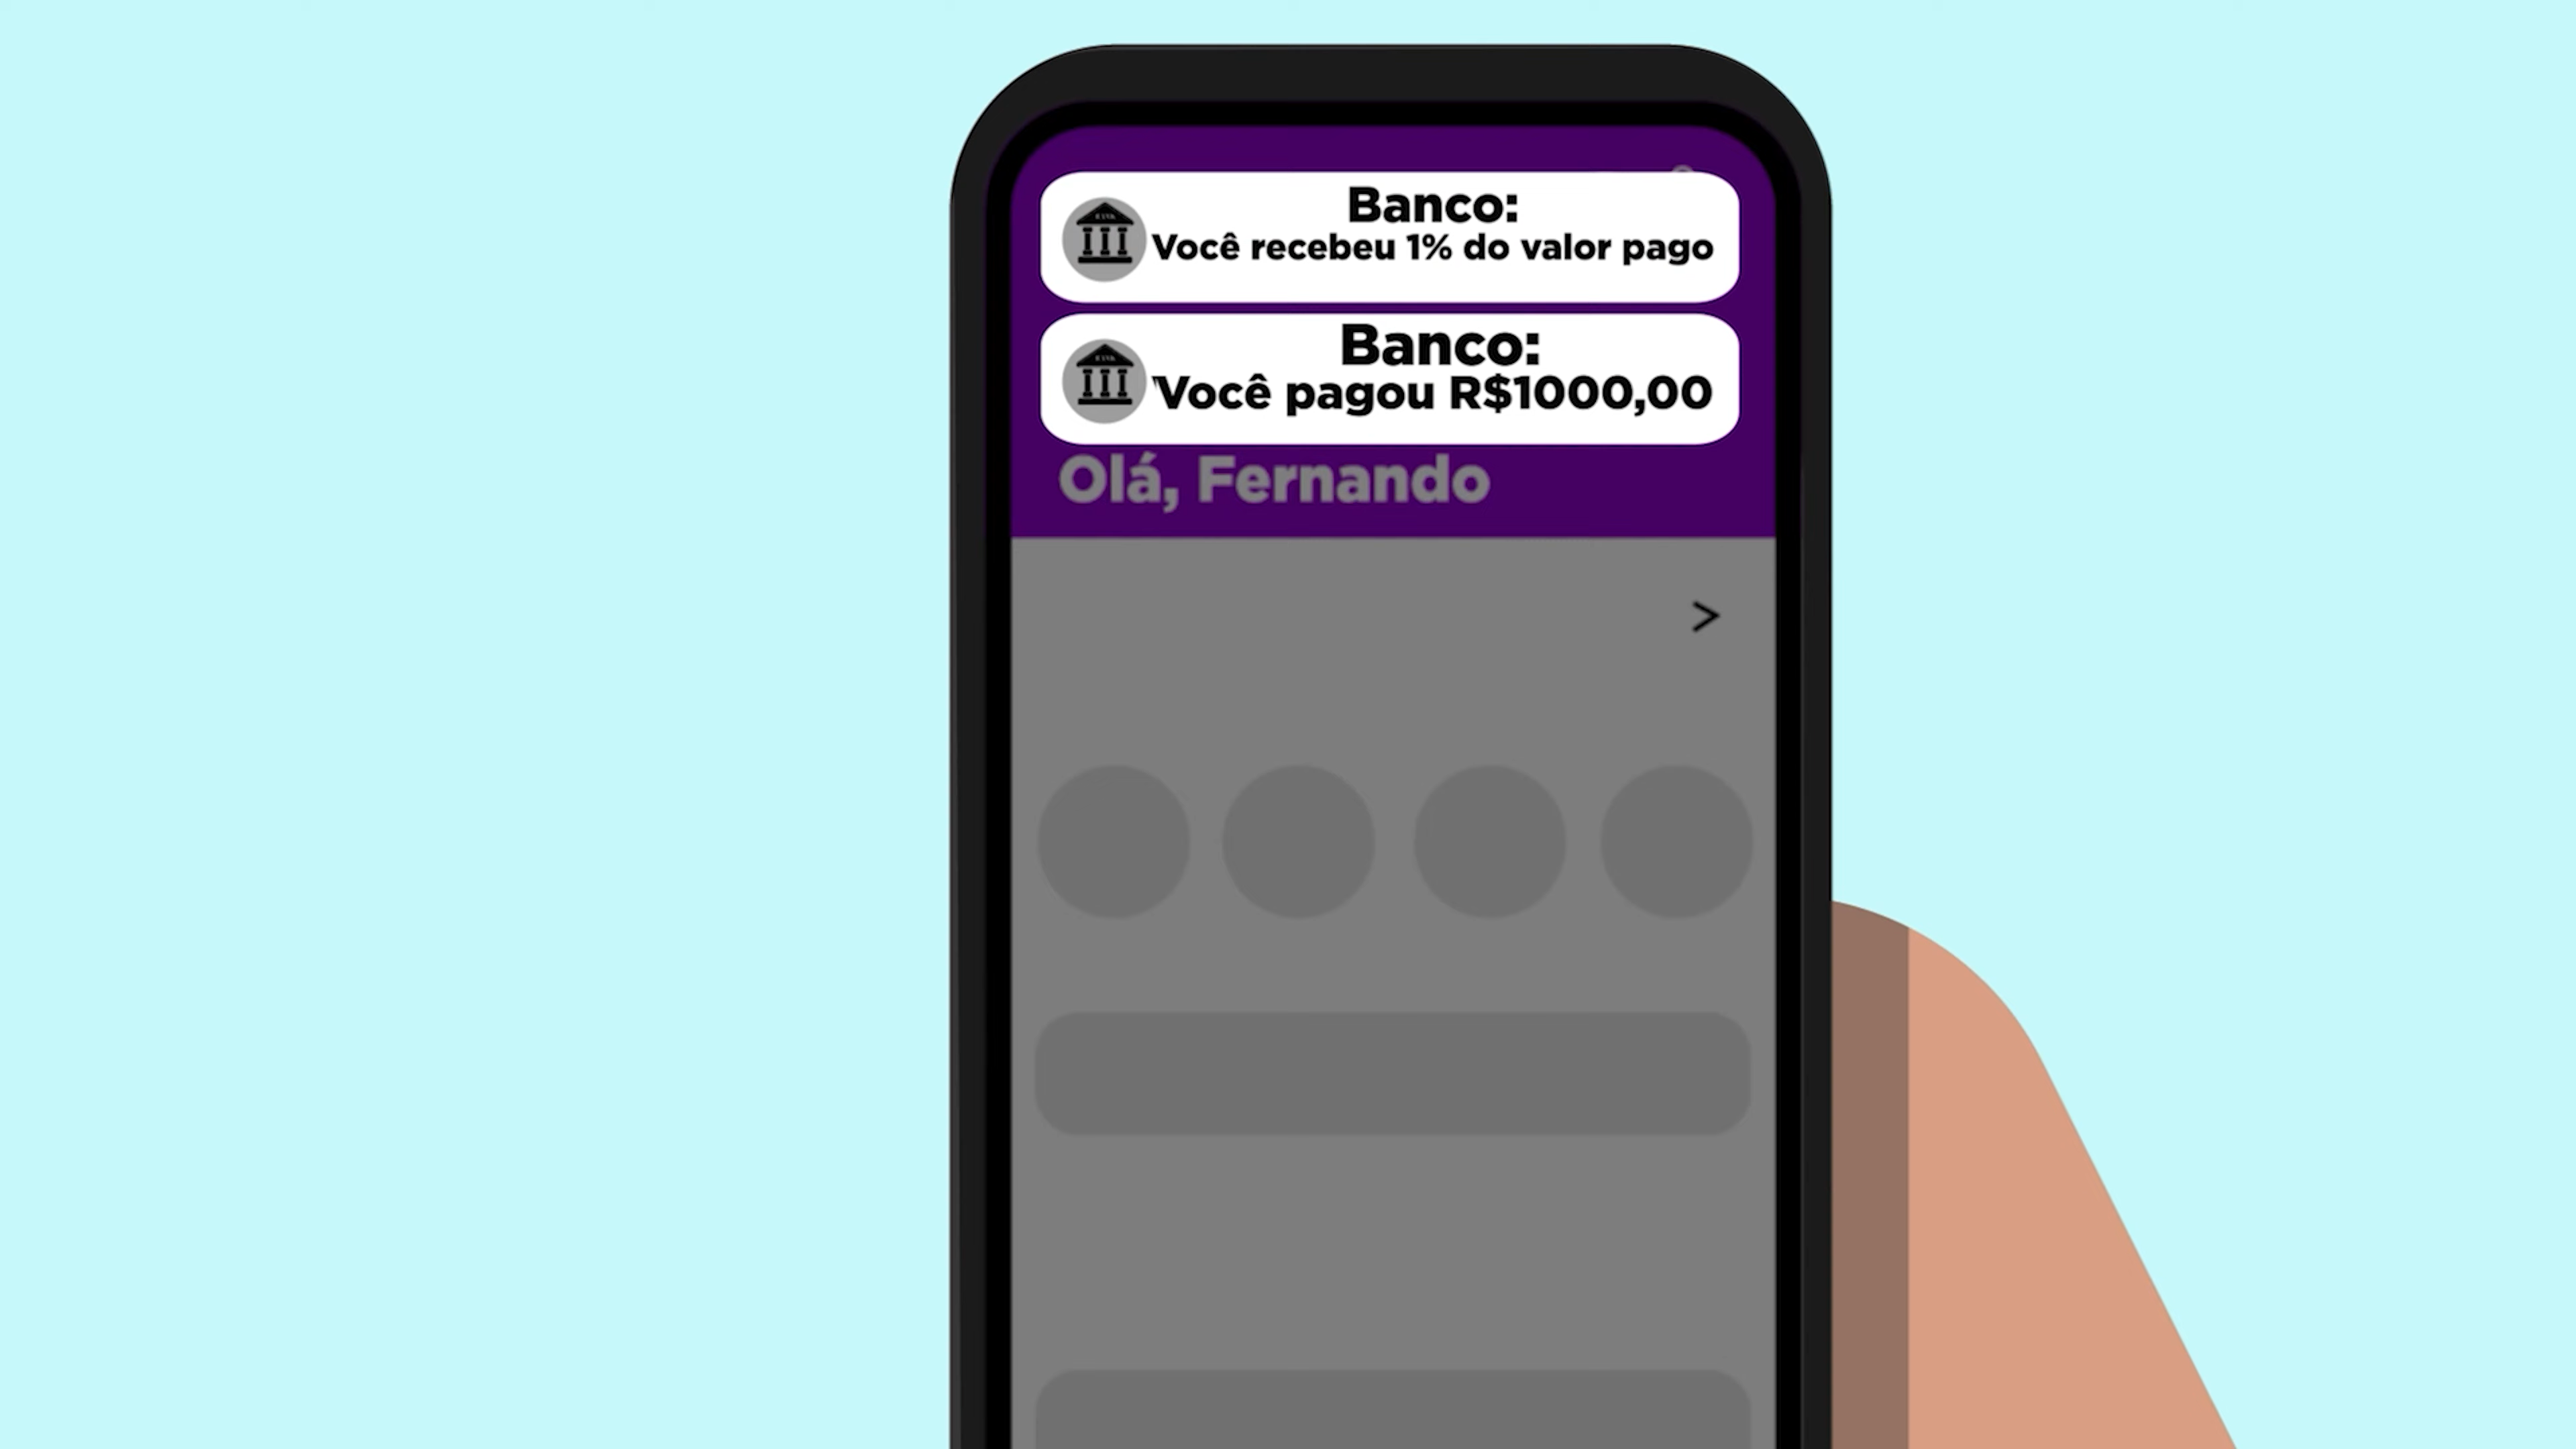 Banco:
Você recebeu 1% do valor pago
Banco:
Você pagou R$1000,00
Olá, Fernando
>